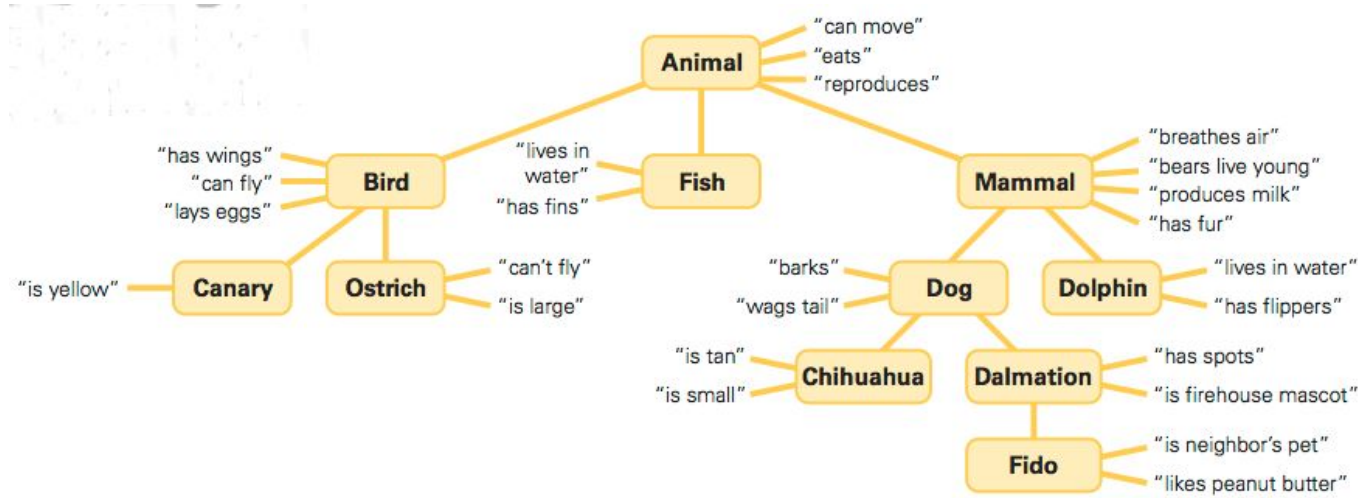 "can move"
Animal
"eats"
"reproduces"
"has wings"
"can fly"
"lays eggs"
Bird
"lives in
water"
"has fins"
Fish
Mammal
"breathes air"
"bears live young"
"produces milk"
"has fur"
"is yellow"
Canary
Ostrich
"can't fly"
"is large"
"barks"
"wags tail"
Dog
Dolphin
"lives in water"
"has flippers"
"is tan"
"is small"
Chihuahua
Dalmation
"has spots"
"is firehouse mascot"
Fido
"is neighbor's pet"
"likes peanut butter"